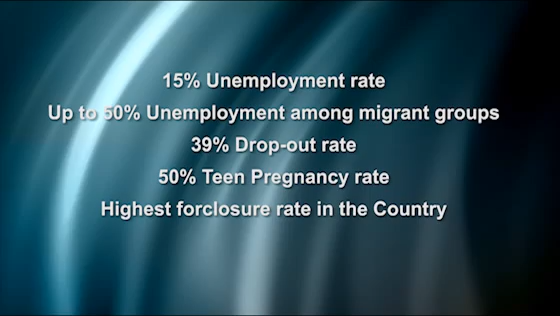 15% Unemployment rate
Up to 50% Unemployment among migrant groups
39% Drop-out rate
50% Teen Pregnancy rate
Highest forclosure rate in the Country